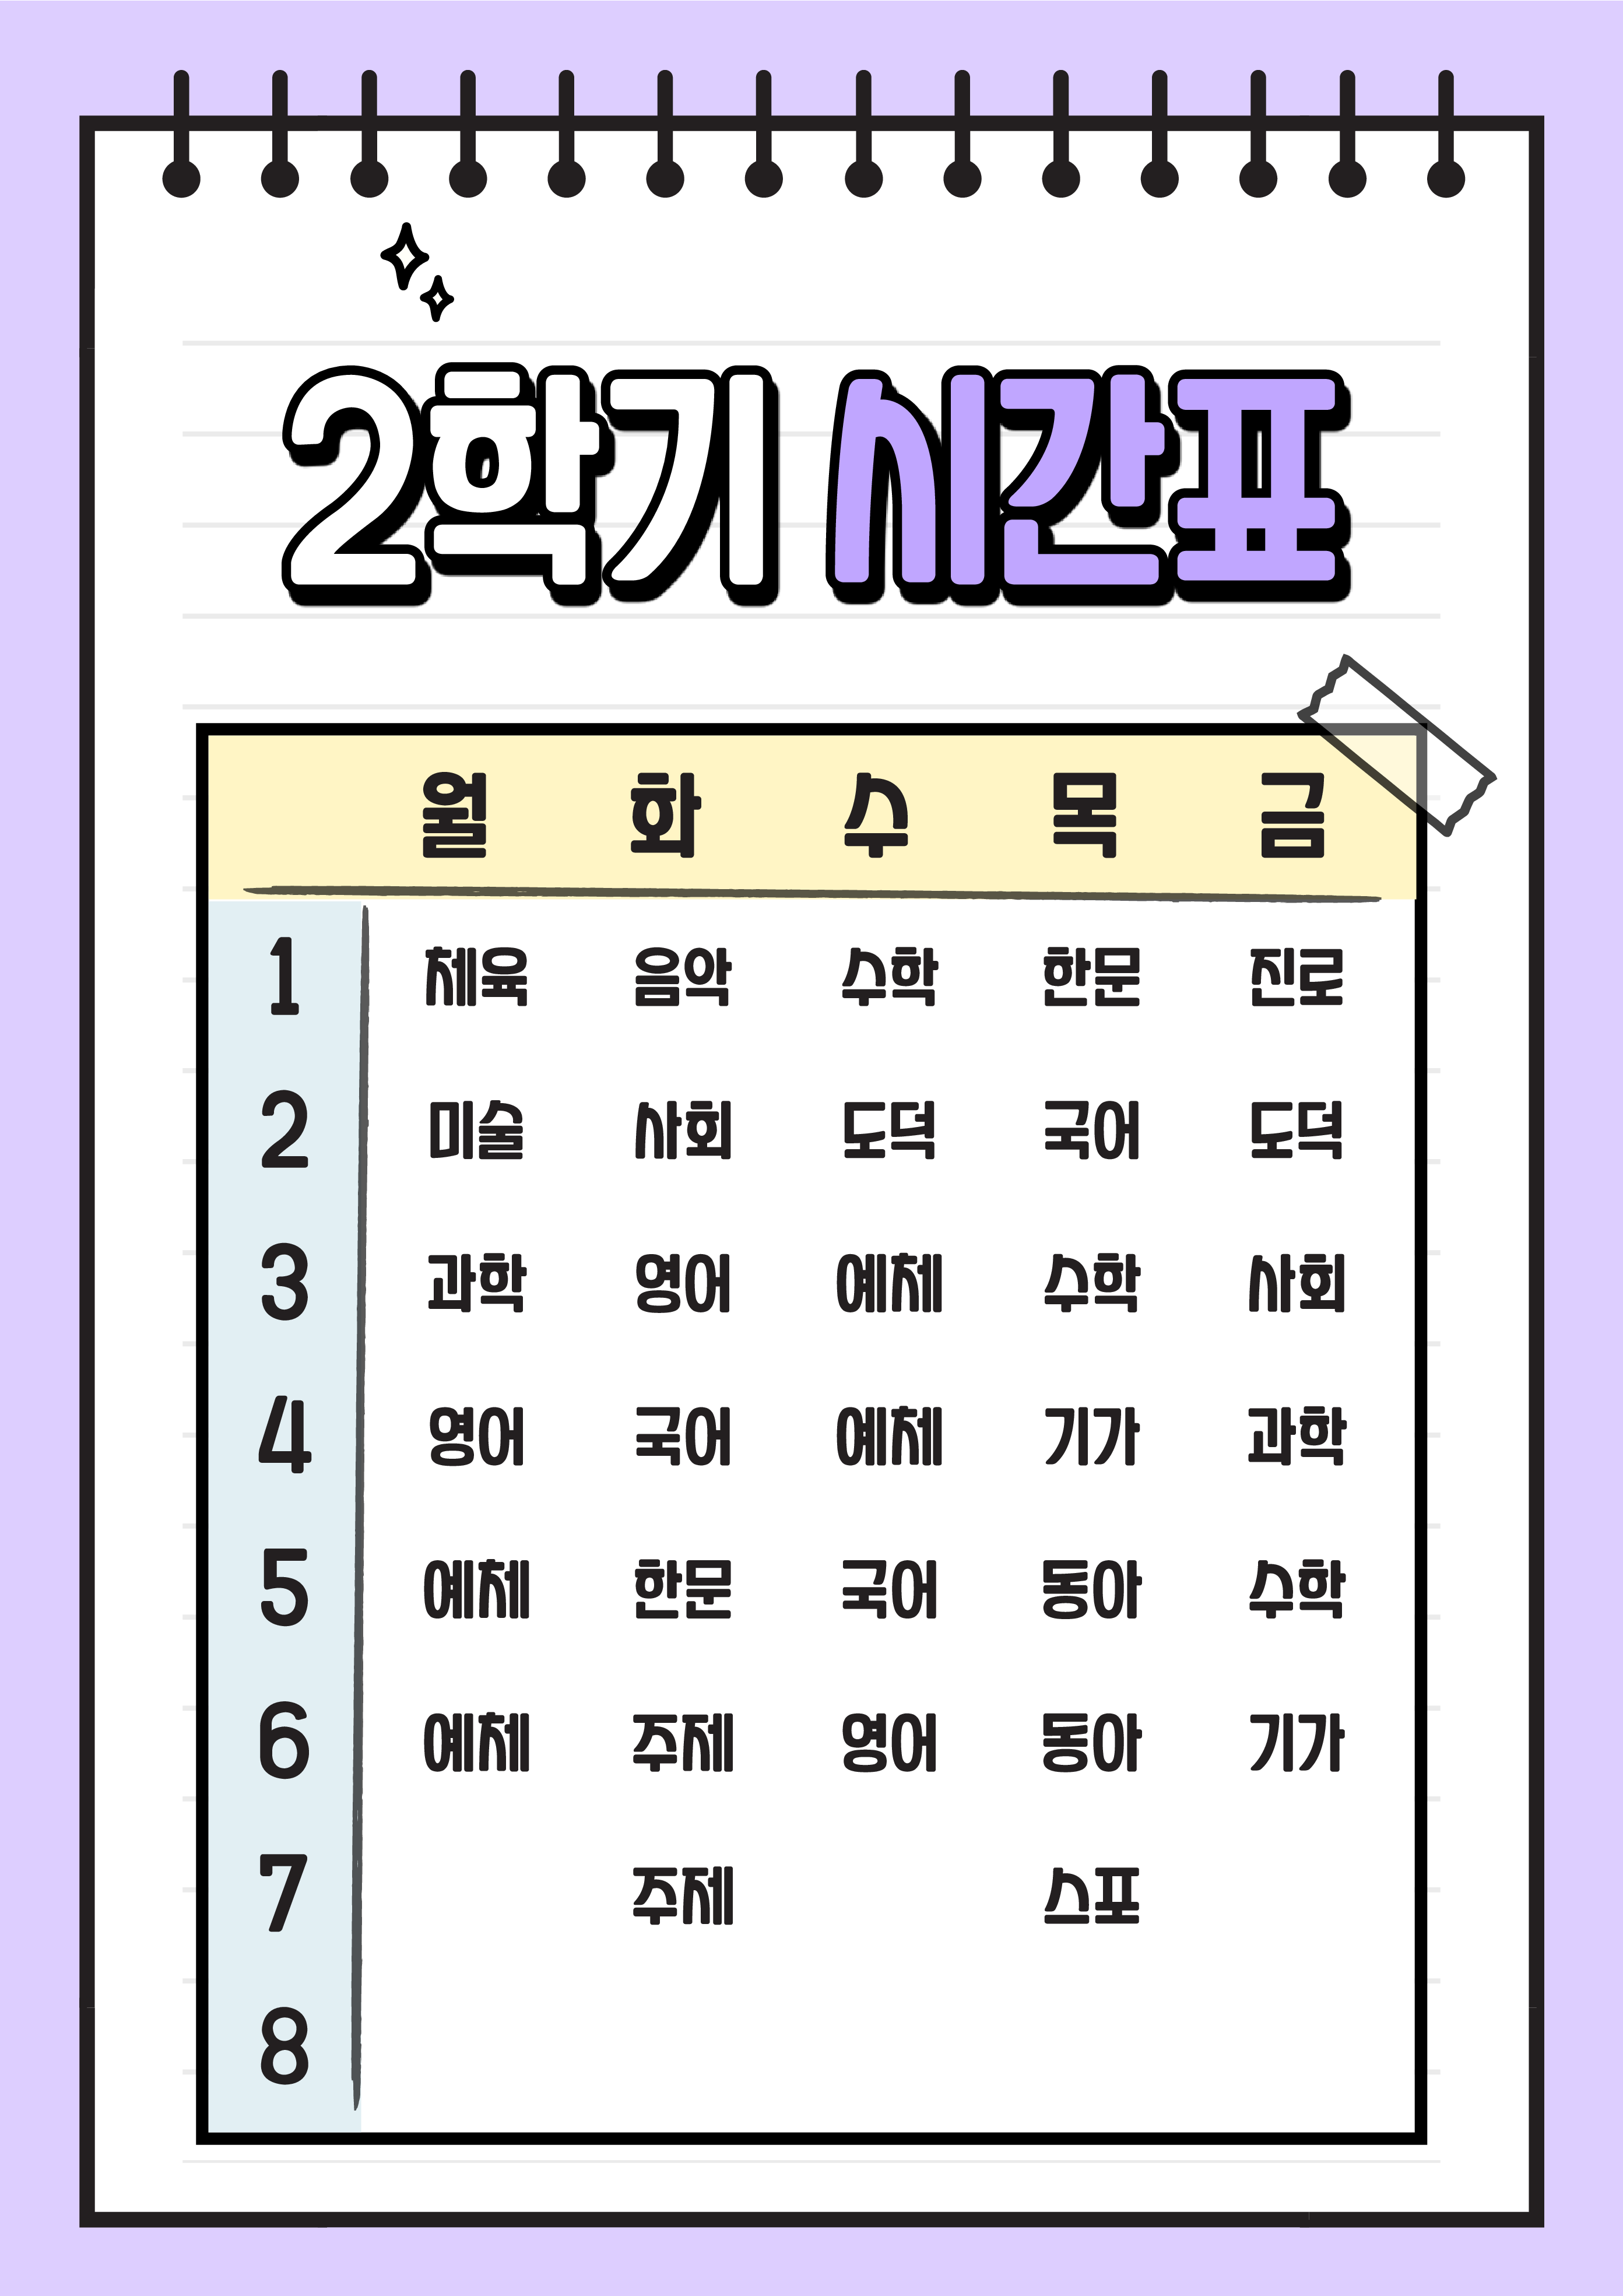 2학기 시간표
월 화 수 목 금
1 체육 음악 수학 한문 진로
2 미술 사회 도덕 국어 도덕
3 과학 영어 예체 수학 사회
4 영어 국어 예체 기가 과학
5 예체 한문 국어 동아 수학
6 예체 주제 영어 동아 기가
7 주제 스포
8